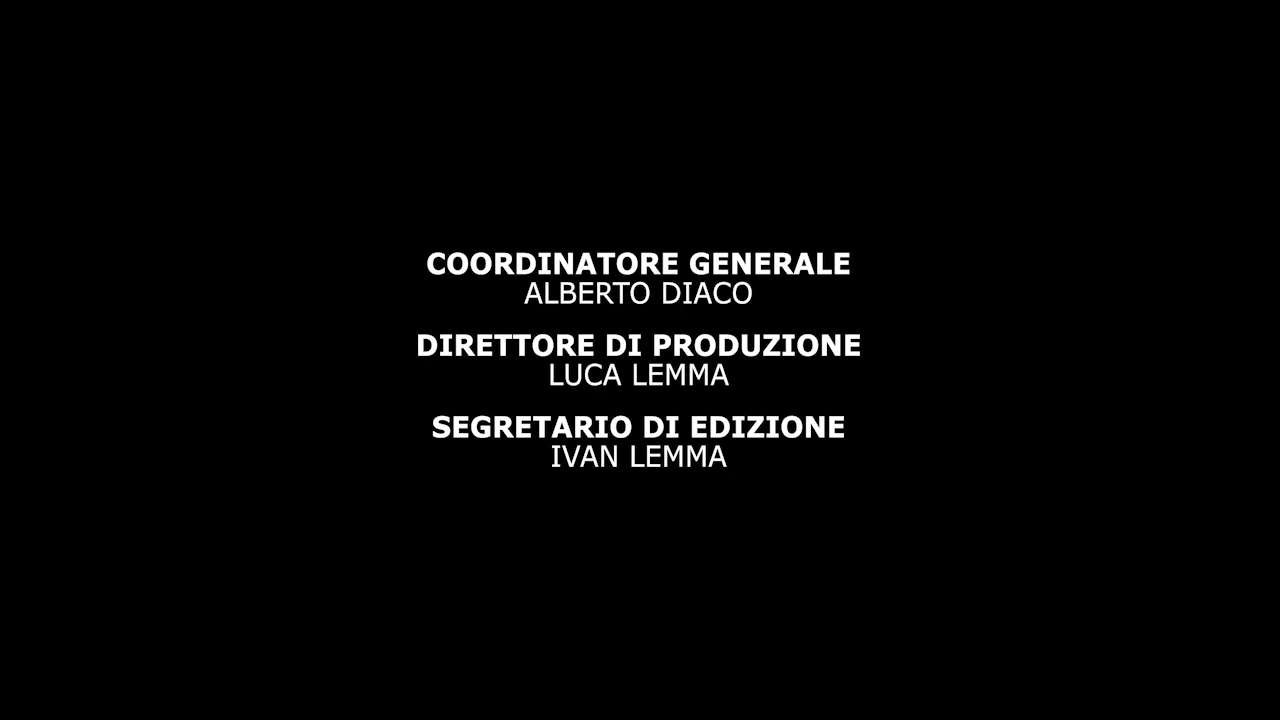 COORDINATORE GENERALE
ALBERTO DIACO
DIRETTORE DI PRODUZIONE
LUCA LEMMA
SEGRETARIO DI EDIZIONE
IVAN LEMMA